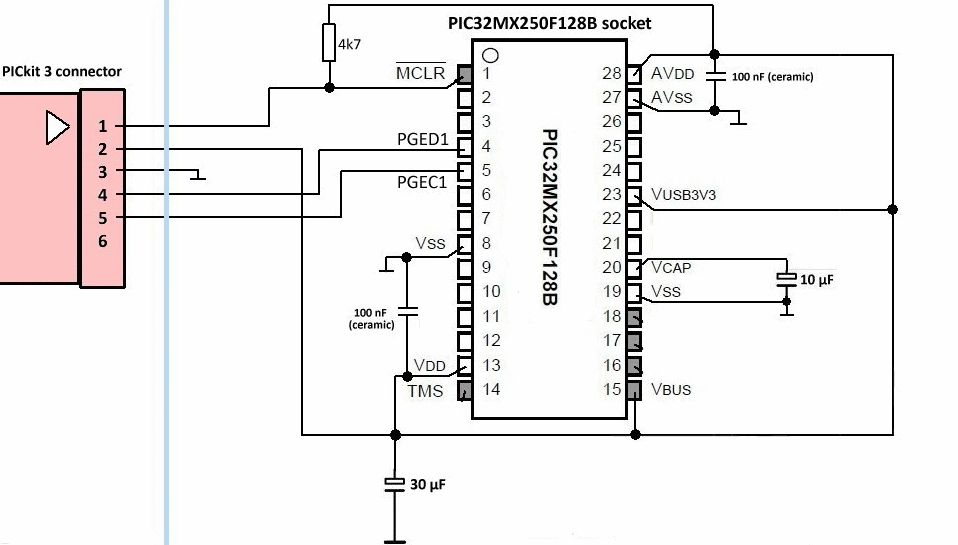 PIC32MX250F128B socket
4k7
PICkit 3 connector
1
2
3
4
5
6
MCLR
PGED1
PGEC1
VSS
100 nF
(ceramic)
VDD
TMS
30 µF
1
2
3
4
5
6
7
8
9
10
11
12
13
14
PIC32MX250F128B
28
27
26
25
24
23
22
21
20
19
18
17
16
15
AVDD
100 nF (ceramic)
AVSS
VUSB3V3
VCAP
10 µF
VSS
VBUS